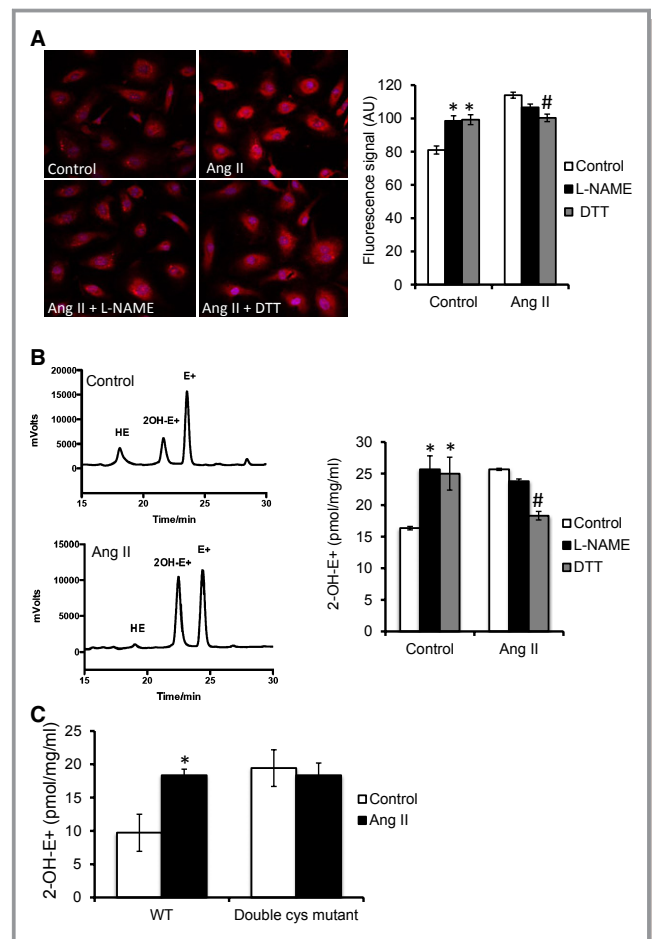 A
Control
Ang II
Ang II + L-NAME
Ang II + DTT
Fluorescence signal (AU)
120
100
80
60
40
20
0
* *
#
Control
Ang II
Control
L-NAME
DTT
B
Control
mVolts
20000
15000
10000
5000
0
HE
2OH-E+
E+
15 20 25 30
Time/min
Ang II
mVolts
15000
10000
5000
0
HE
2OH-E+
E+
15 20 25 30
Time/min
2-OH-E+ (pmol/mg/ml)
30
25
20
15
10
5
0
* *
#
Control
Ang II
Control
L-NAME
DTT
C
2-OH-E+ (pmol/mg/ml)
25
20
15
10
5
0
*
WT
Double cys mutant
Control
Ang II